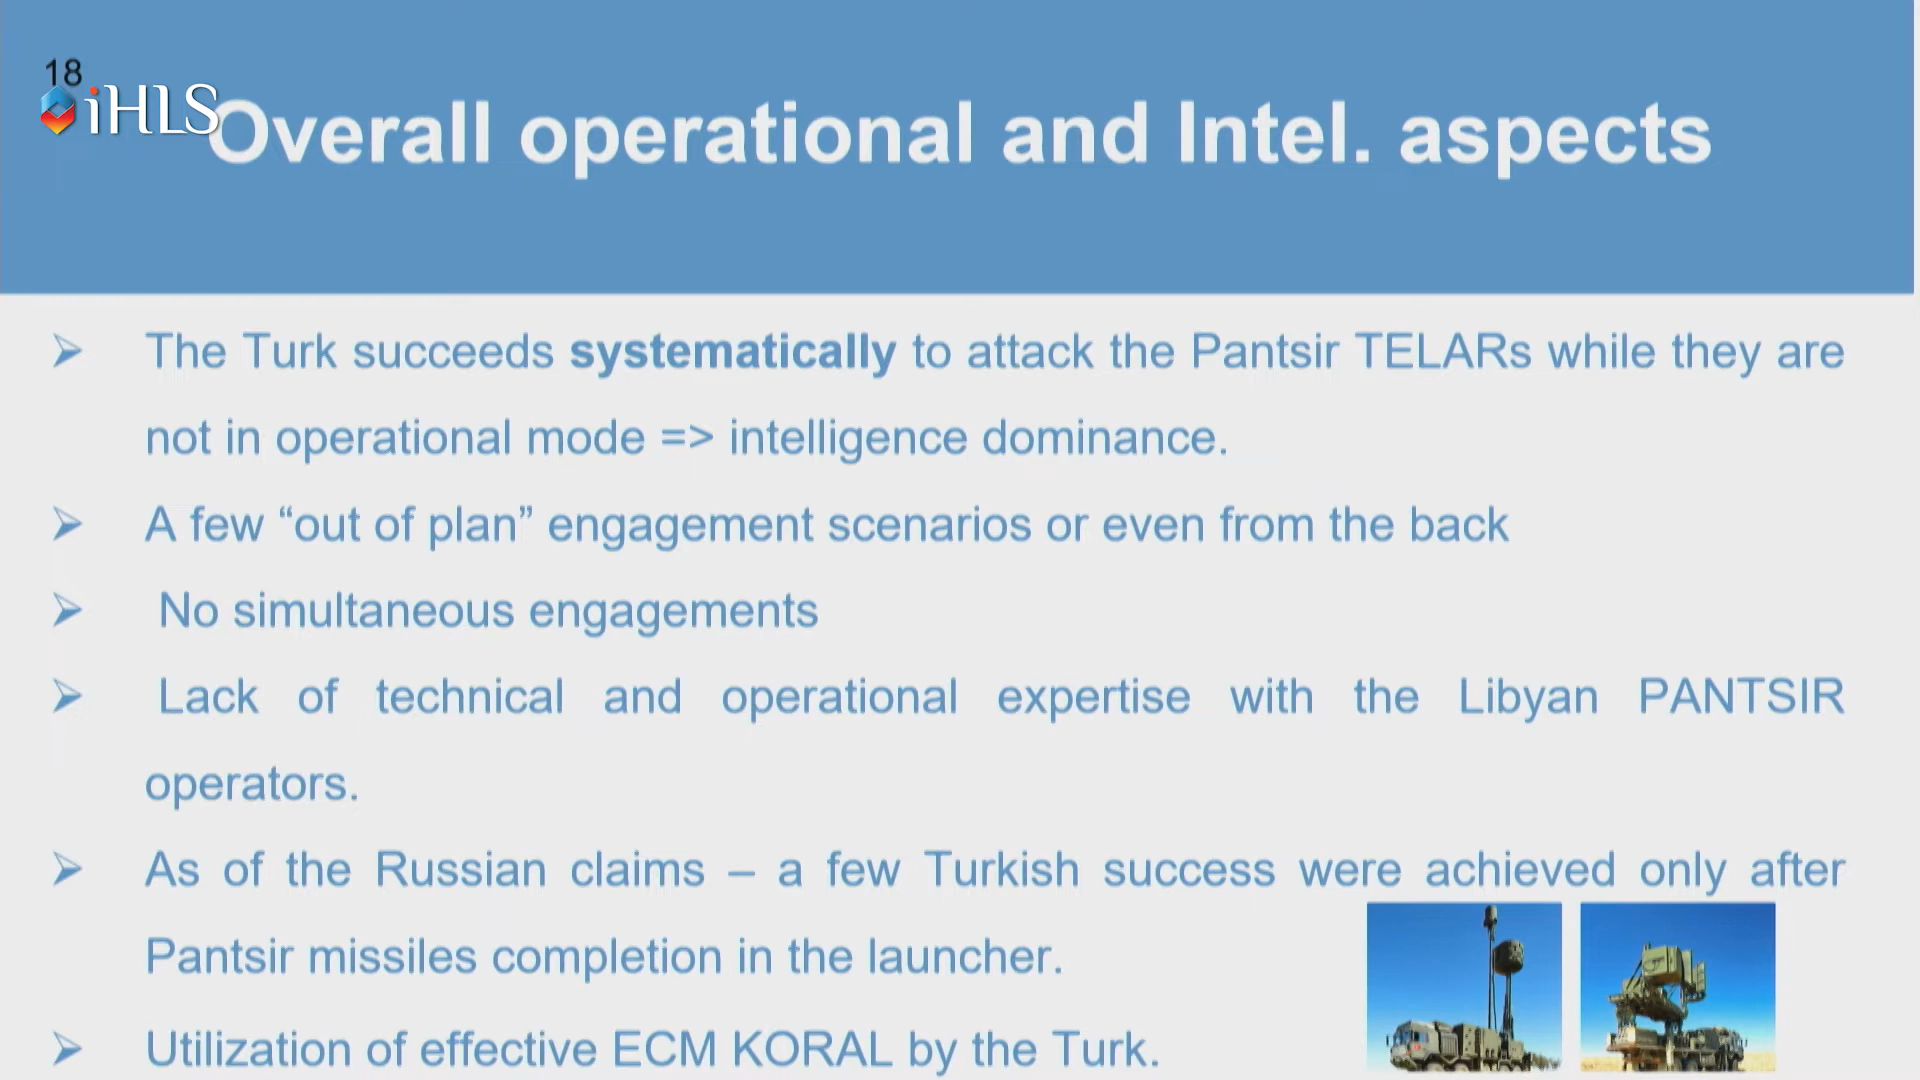 18
iHLS
Overall operational and Intel. aspects
➢ The Turk succeeds systematically to attack the Pantsir TELARs while they are
not in operational mode => intelligence dominance.
➢ A few “out of plan” engagement scenarios or even from the back
➢ No simultaneous engagements
➢ Lack of technical and operational expertise with the Libyan PANTSIR
operators.
➢ As of the Russian claims – a few Turkish success were achieved only after
Pantsir missiles completion in the launcher.
➢ Utilization of effective ECM KORAL by the Turk.